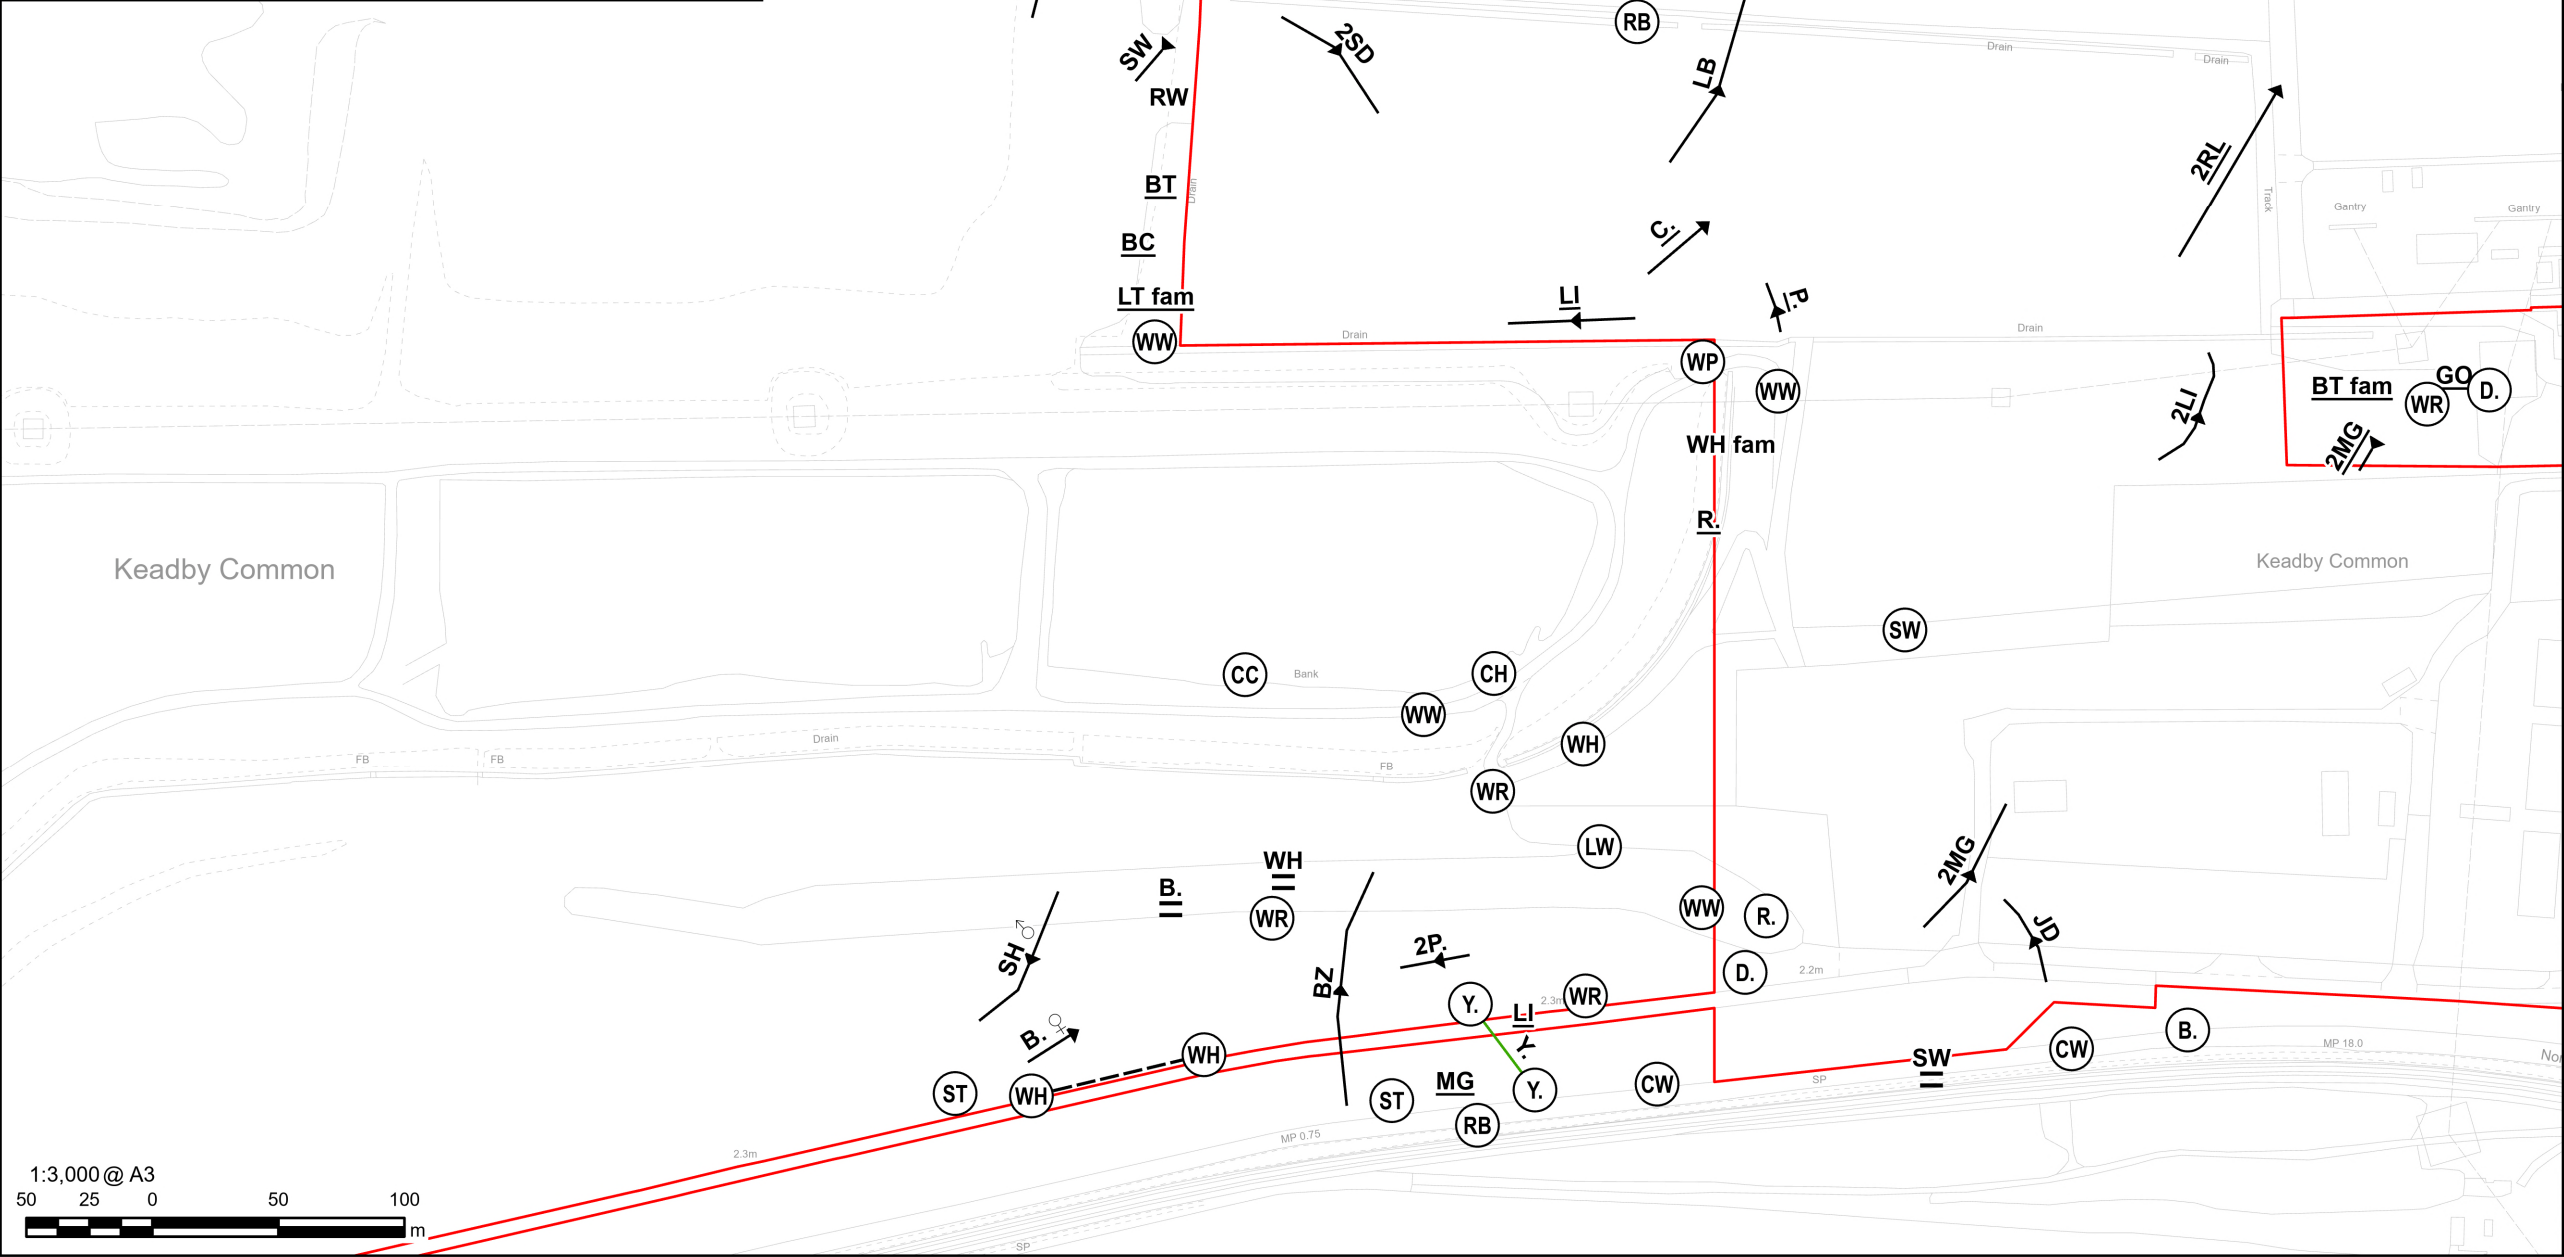 RB
2SD
SW
Drain
Drain
LB
RW
2RL
BT
Drain
Track
Gantry
Gantry
C.
BC
LT fam
LI
P.
WW
Drain
Drain
WP
WW
BT fam
GO
WR
D.
2LI
2MG
WH fam
R.
Keadby Common
Keadby Common
SW
CC
Bank
CH
WW
Drain
WH
FB
FB
FB
WR
LW
WH
2MG
B.
WR
WW
R.
♂
SH
2P.
JD
BZ
D.
2.2m
Y.
2.3m
WR
LI
♀
B.
Y.
B.
WH
CW
MP 18.0
Nor
SW
WH
ST
ST
MG
Y.
CW
SP
RB
MP 0.75
2.3m
1:3,000 @ A3
50 25 0 50 100
m
SP